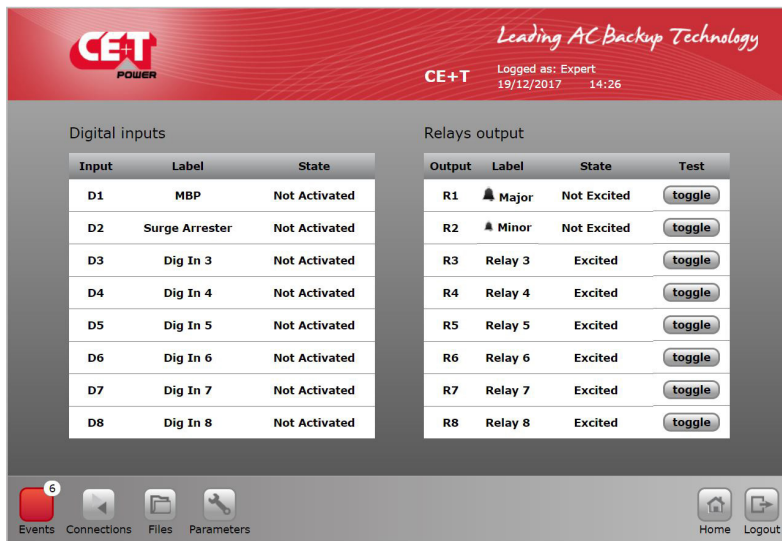 CE+T
POWER
Leading AC Backup Technology
CE+T
Logged as: Expert
19/12/2017 14:26
Digital inputs
Input Label State
D1 MBP Not Activated
D2 Surge Arrester Not Activated
D3 Dig In 3 Not Activated
D4 Dig In 4 Not Activated
D5 Dig In 5 Not Activated
D6 Dig In 6 Not Activated
D7 Dig In 7 Not Activated
D8 Dig In 8 Not Activated
Relays output
Output Label State Test
R1 Major Not Excited toggle
R2 Minor Not Excited toggle
R3 Relay 3 Excited toggle
R4 Relay 4 Excited toggle
R5 Relay 5 Excited toggle
R6 Relay 6 Excited toggle
R7 Relay 7 Excited toggle
R8 Relay 8 Excited toggle
6
Events Connections Files Parameters Home Logout